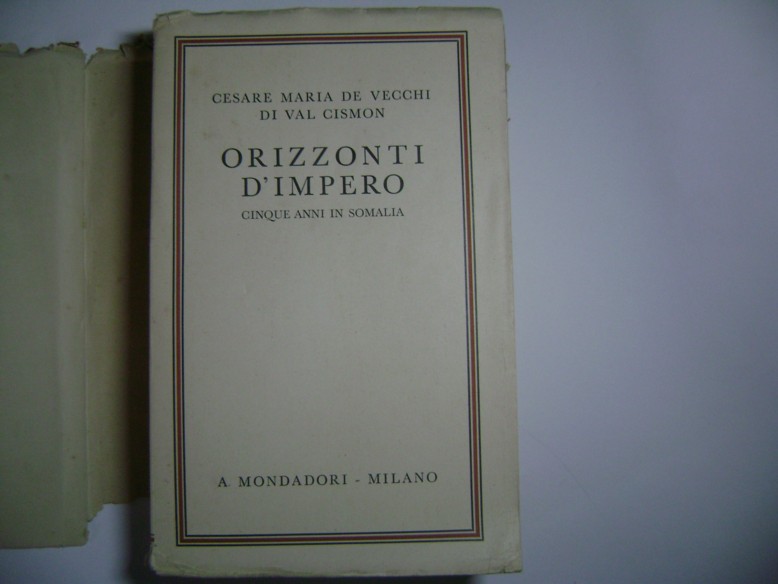 CESARE MARIA DE VECCHI
DI VAL CISMON
ORIZZONTI
D'IMPERO
CINQUE ANNI IN SOMALIA
A. MONDADORI - MILANO